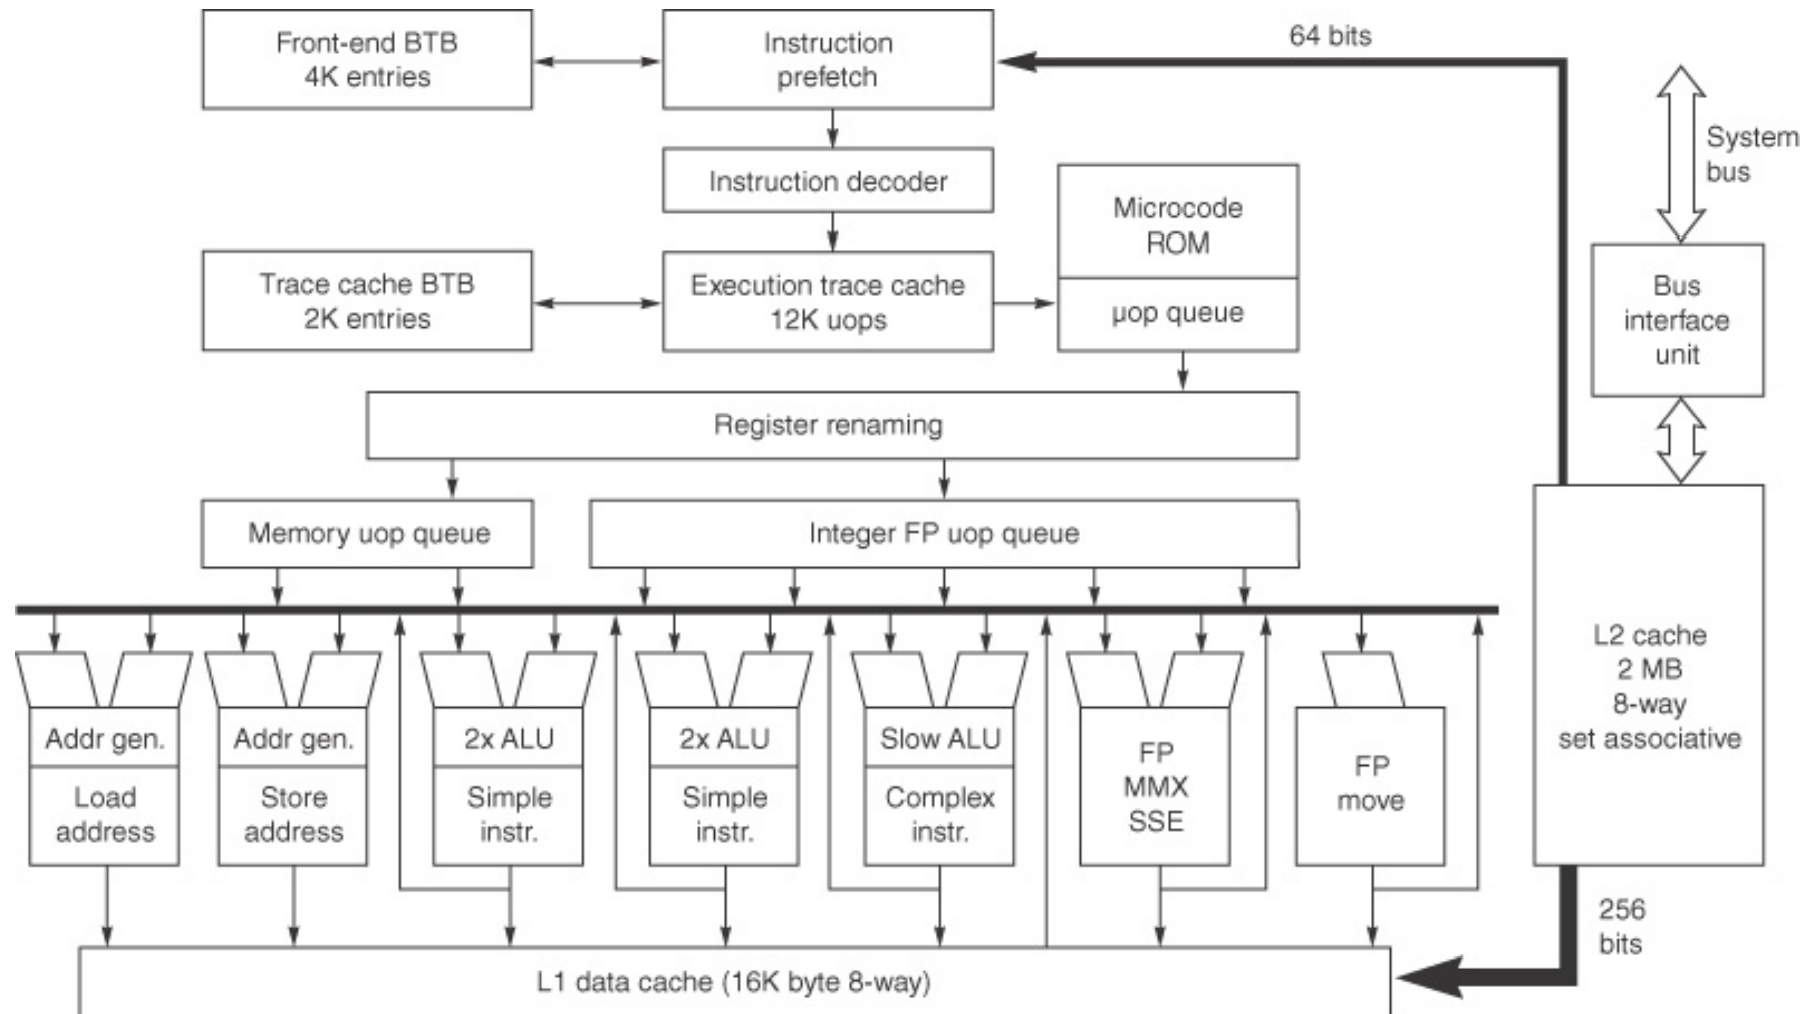 Front-end BTB
4K entries
Instruction
prefetch
64 bits
System
bus
Instruction decoder
Microcode
ROM
µop queue
Trace cache BTB
2K entries
Execution trace cache
12K uops
Bus
interface
unit
Register renaming
Memory uop queue
Integer FP uop queue
L2 cache
2 MB
8-way
set associative
Addr gen.
Load
address
Addr gen.
Store
address
2x ALU
Simple
instr.
2x ALU
Simple
instr.
Slow ALU
Complex
instr.
FP
MMX
SSE
FP
move
256
bits
L1 data cache (16K byte 8-way)